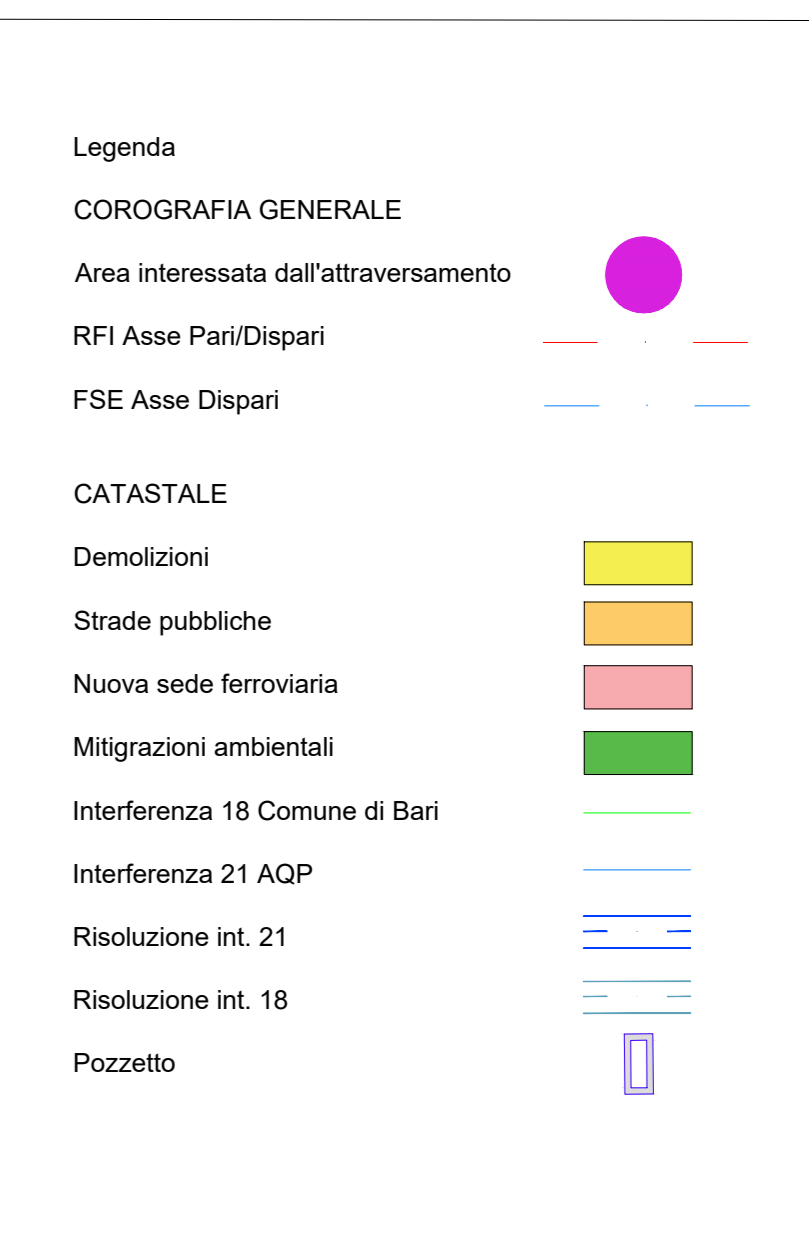 Legenda
COROGRAFIA GENERALE
Area interessata dall'attraversamento
RFI Asse Pari/Dispari
FSE Asse Dispari
CATASTALE
Demolizioni
Strade pubbliche
Nuova sede ferroviaria
Mitigrazioni ambientali
Interferenza 18 Comune di Bari
Interferenza 21 AQP
Risoluzione int. 21
Risoluzione int. 18
Pozzetto